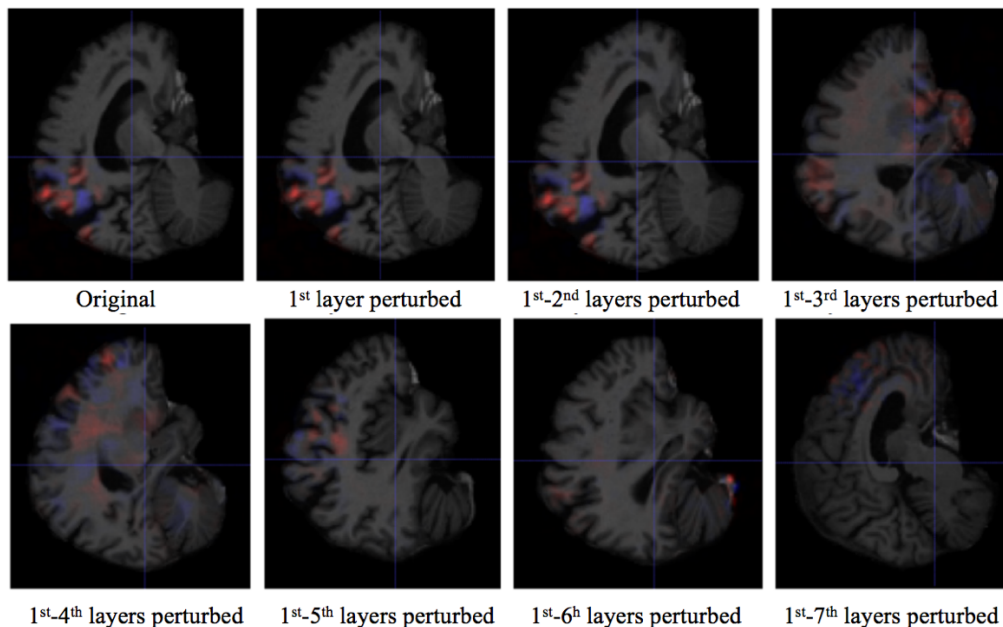 Original
1st layer perturbed
1st-2nd layers perturbed
1st-3rd layers perturbed
1st-4th layers perturbed
1st-5th layers perturbed
1st-6h layers perturbed
1st-7th layers perturbed